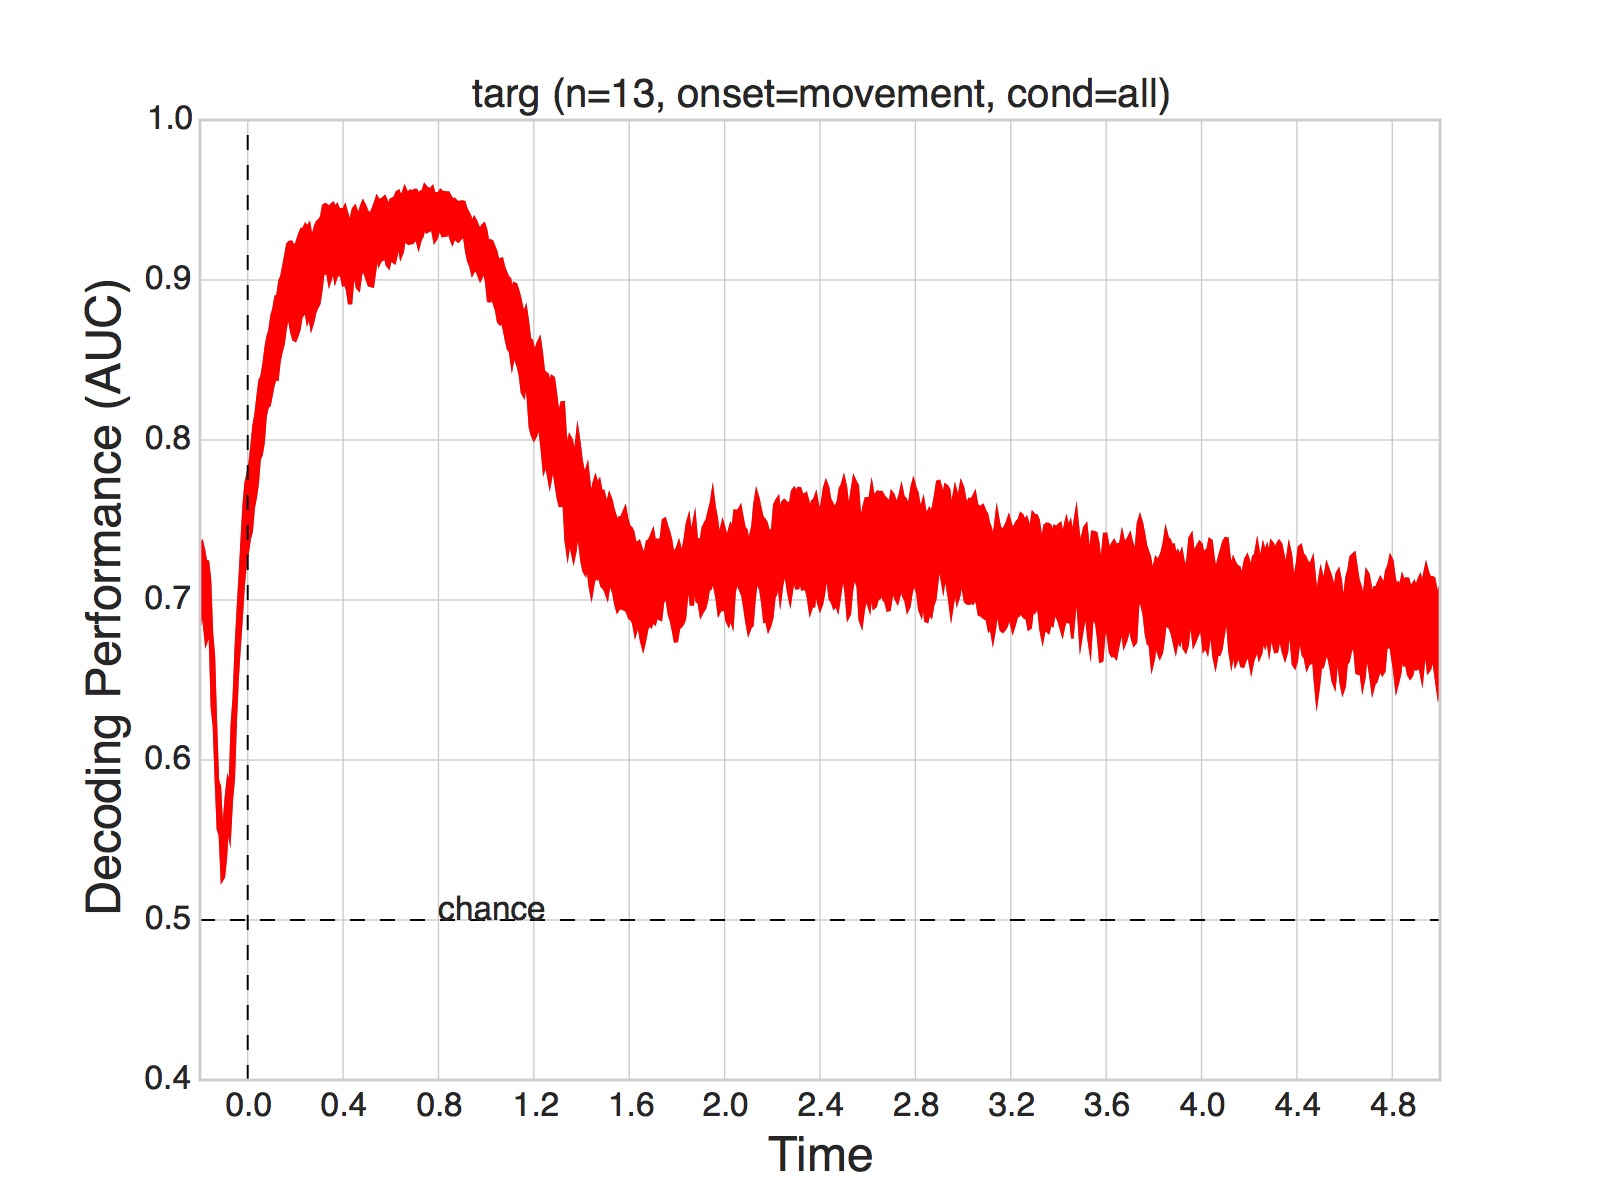 targ (n=13, onset=movement, cond=all)
1.0
0.9
0.8
0.7
0.6
0.5
0.4
Decoding Performance (AUC)
chance
0.0 0.4 0.8 1.2 1.6 2.0 2.4 2.8 3.2 3.6 4.0 4.4 4.8
Time